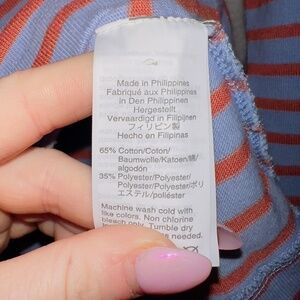 Made in Philippines
Fabriqué aux Philippines
in Den Philippinen
Hergestellt
Vervaardigd in Filipijnen
フィリピン製
Hecho en Filipinas
65% Cotton/Coton/
Baumwolle/Katoen/綿/
algodón
35% Polyester/Polyester/
Polyester/Polyester/ポリ
エステル/poliéster
Machine wash cold with
like colors. Non chlorine
bleach only. Tumble dry
needed.